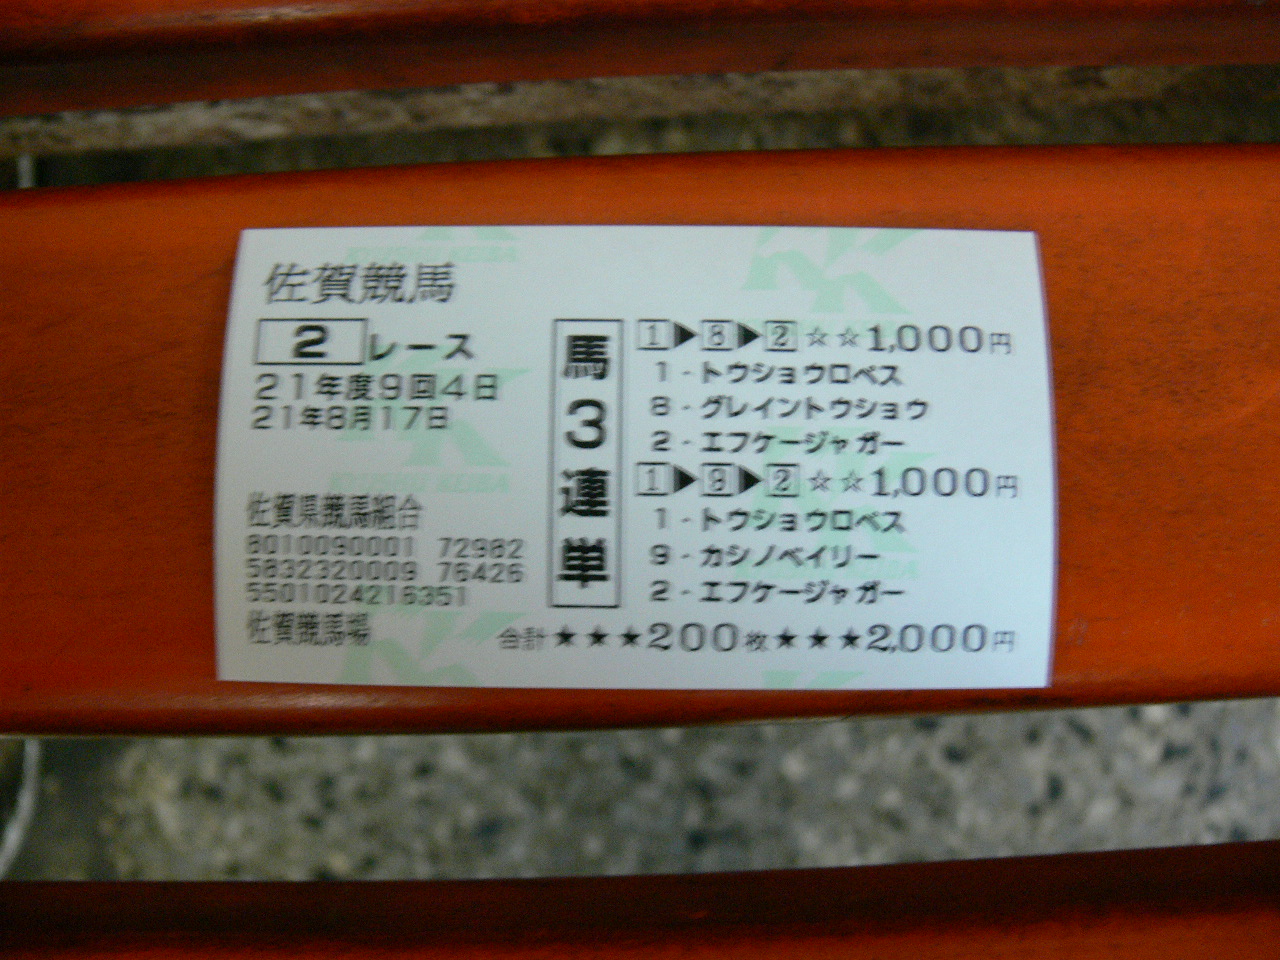 佐賀競馬
2レース
21年度9回4日
21年8月17日
佐賀県競馬組合
8010090001 72982
5832320009 76426
5501024216351
佐賀競馬場
馬3連単
1▶8▶2☆☆1,000円
1-トウショウロベス
8-グレイントウショウ
2-エフケージャガー
1▶9▶2☆☆1,000円
1-トウショウロベス
9-カシノベイリー
2-エフケージャガー
合計★★★200枚★★★2,000円
KYUSHU KEIBA